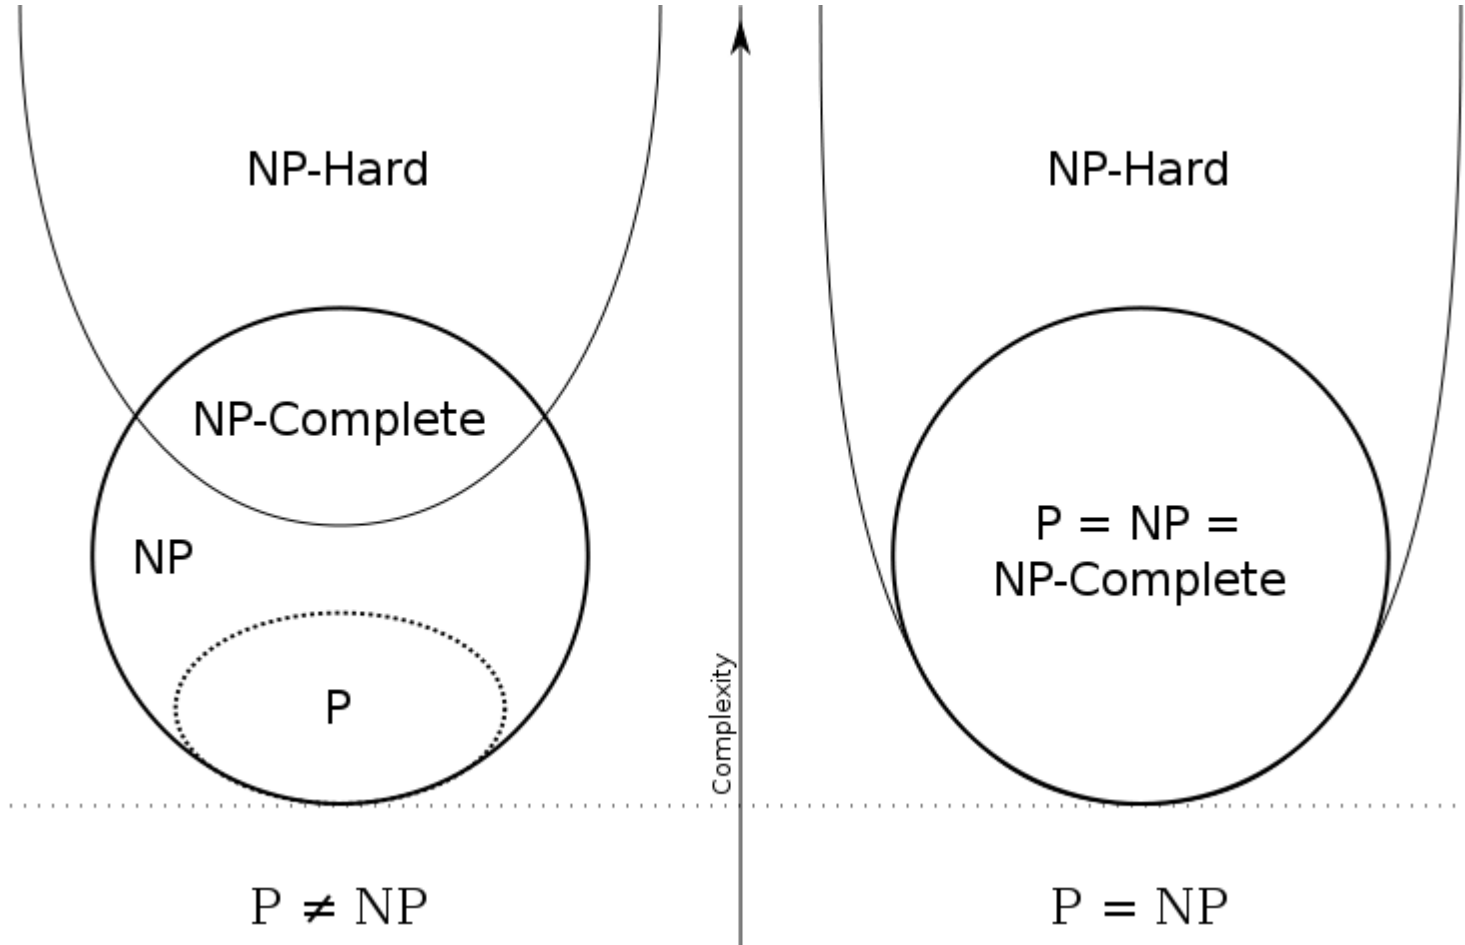 NP-Hard
NP-Complete
NP
P
P ≠ NP
Complexity
NP-Hard
P = NP =
NP-Complete
P = NP